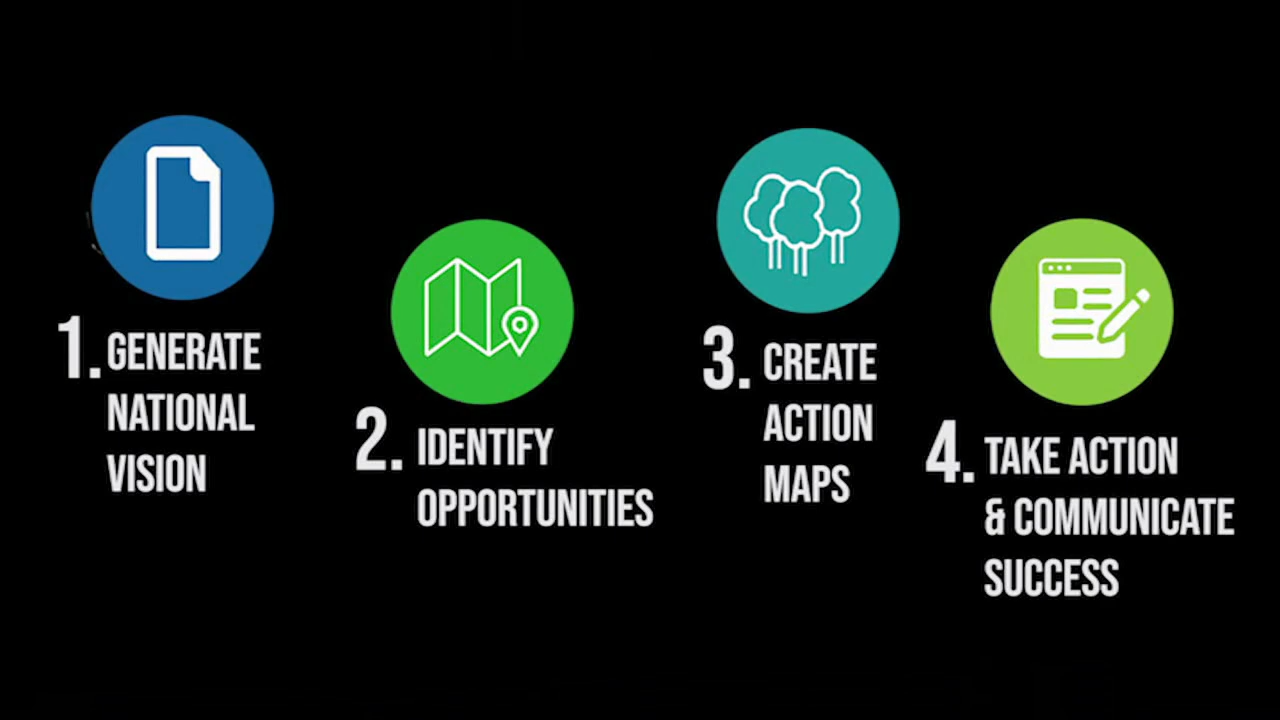 1. GENERATE
NATIONAL
VISION
2. IDENTIFY
OPPORTUNITIES
3. CREATE
ACTION
MAPS
4. TAKE ACTION
& COMMUNICATE
SUCCESS